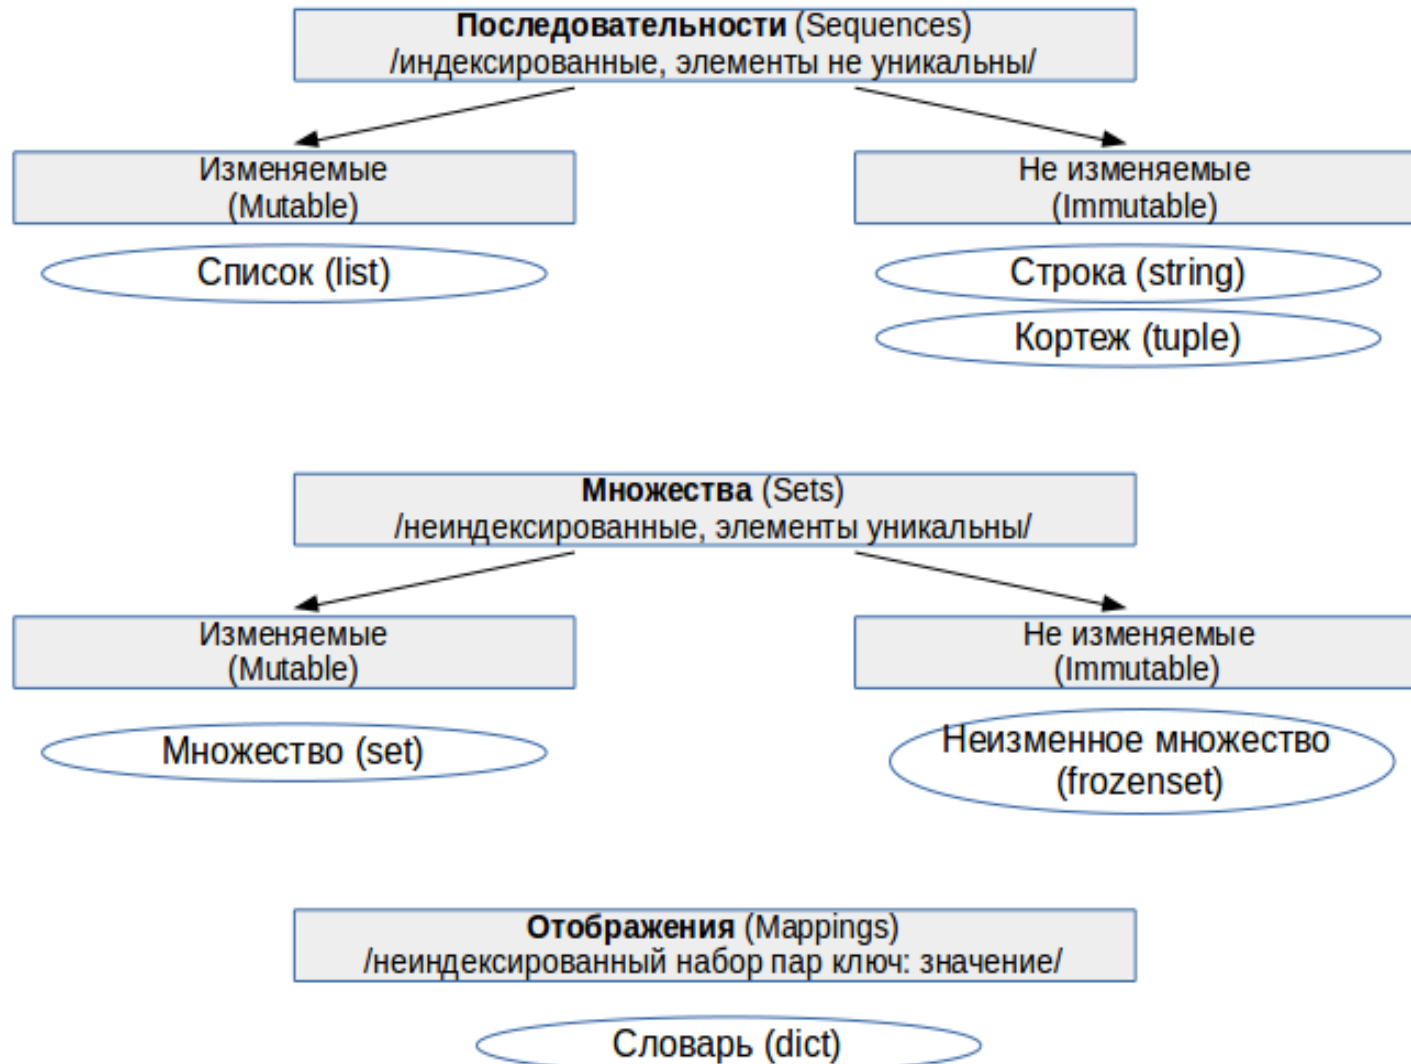 Последовательности (Sequences)
/индексированные, элементы не уникальны/
Изменяемые
(Mutable)
Не изменяемые
(Immutable)
Список (list)
Строка (string)
Кортеж (tuple)
Множества (Sets)
/неиндексированные, элементы уникальны/
Изменяемые
(Mutable)
Не изменяемые
(Immutable)
Множество (set)
Неизменное множество
(frozenset)
Отображения (Mappings)
/неиндексированный набор пар ключ: значение/
Словарь (dict)